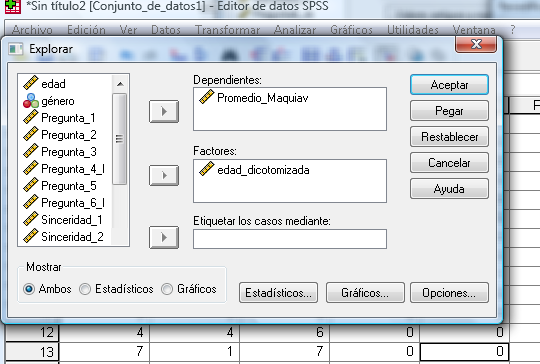 *Sin título2 [Conjunto_de_datos1] - Editor de datos SPSS
Archivo Edición Ver Datos Transformar Analizar Gráficos Utilidades Ventana ?
Explorar
edad
género
Pregunta_1
Pregunta_2
Pregunta_3
Pregunta_4_I
Pregunta_5
Pregunta_6_I
Sinceridad_1
Sinceridad_2
Dependientes:
Promedio_Maquiav
Factores:
edad_dicotomizada
Etiquetar los casos mediante:
Aceptar
Pegar
Restablecer
Cancelar
Ayuda
Mostrar
Ambos Estadísticos Gráficos
Estadísticos... Gráficos... Opciones...
12 4 4 6 0 0
13 7 1 7 0 0